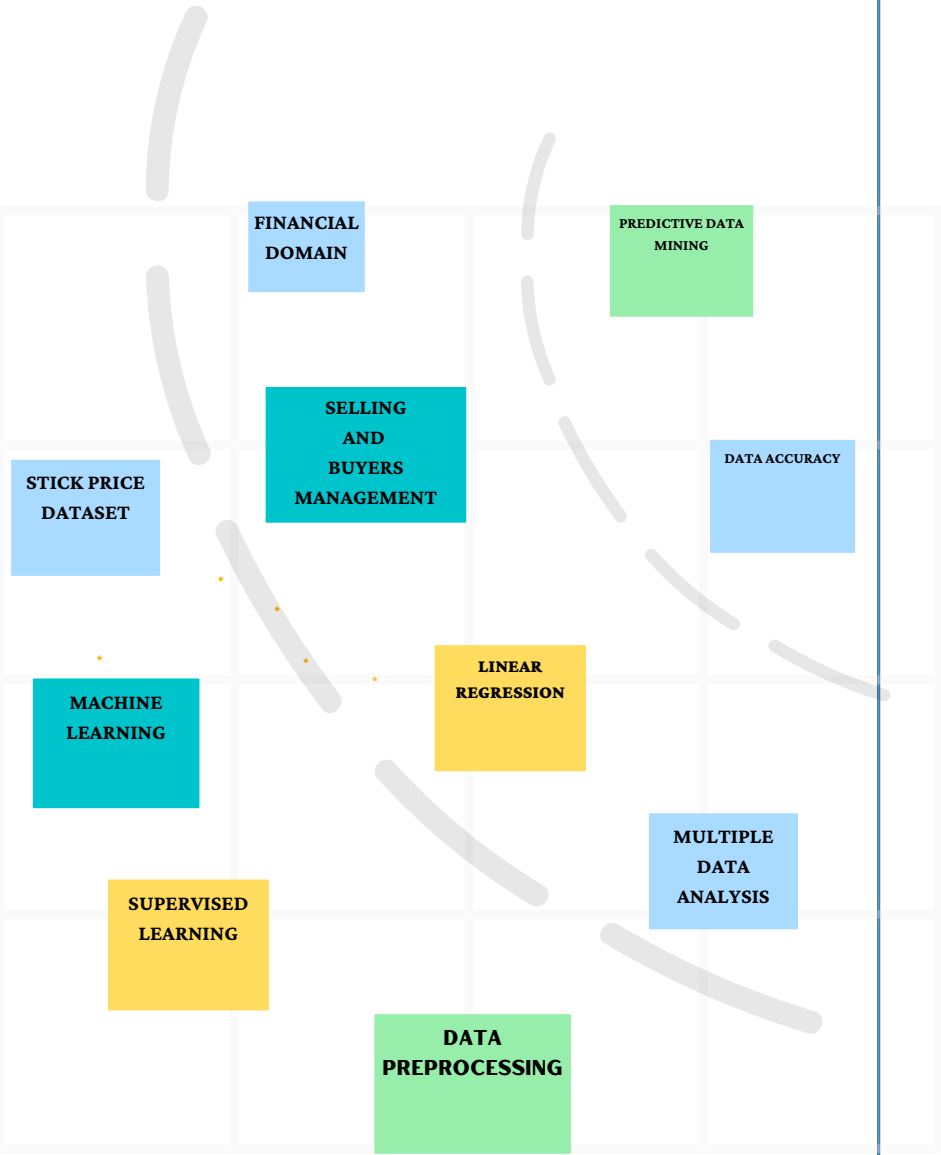 FINANCIAL
DOMAIN
PREDICTIVE DATA
MINING
SELLING
AND
BUYERS
MANAGEMENT
STICK PRICE
DATASET
DATA ACCURACY
LINEAR
REGRESSION
MACHINE
LEARNING
MULTIPLE
DATA
ANALYSIS
SUPERVISED
LEARNING
DATA
PREPROCESSING